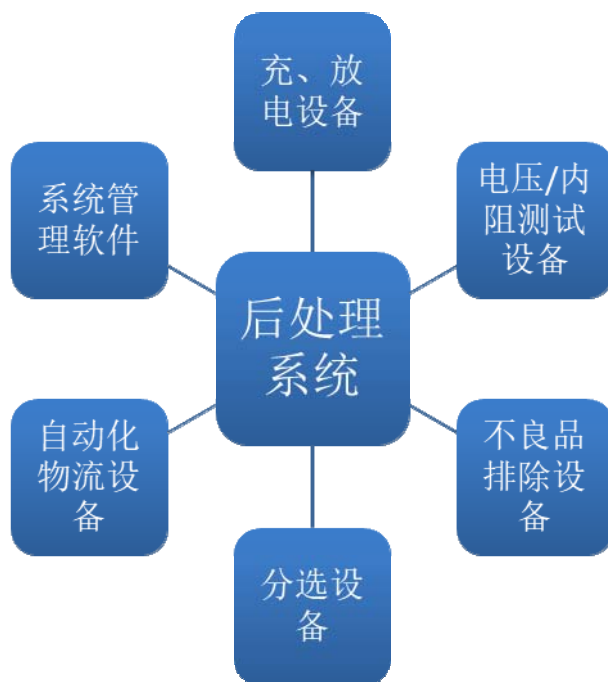 充、放
电设备
系统管
理软件
电压/内
阻测试
设备
后处理
系统
自动化
物流设
备
不良品
排除设
备
分选设
备